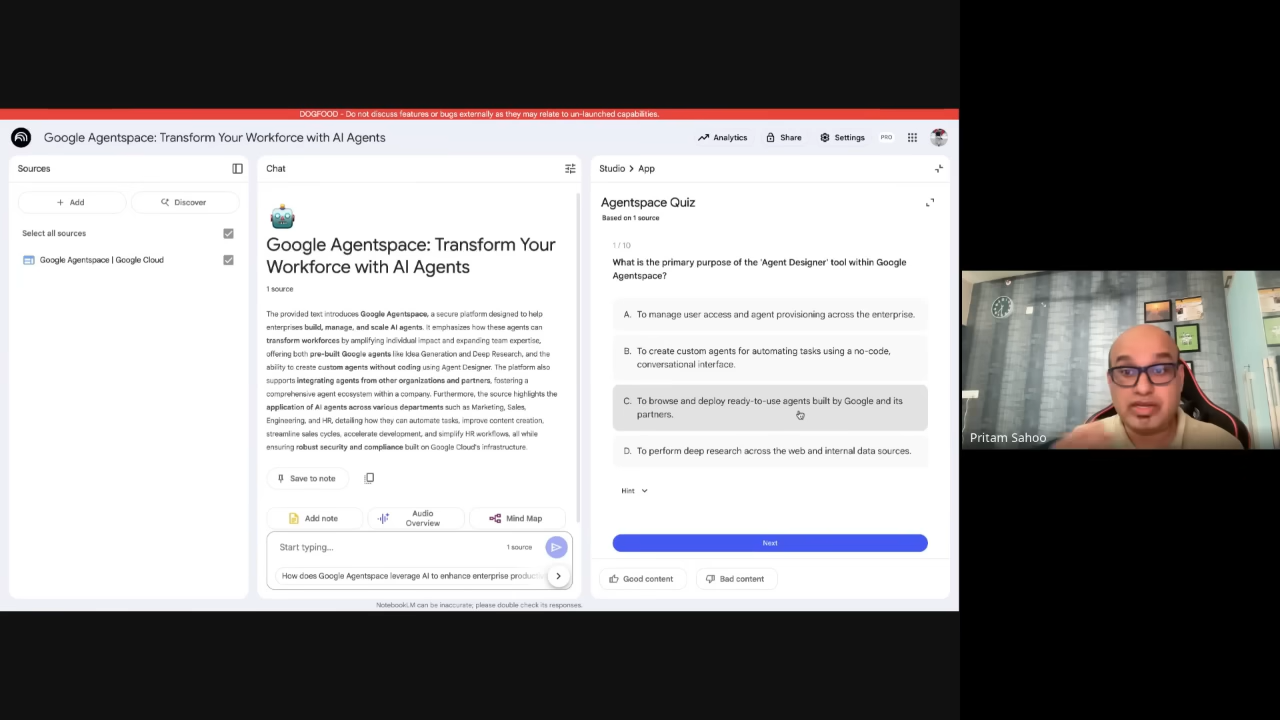 DOGFOOD - Do not discuss features or bugs externally as they may relate to un-launched capabilities.
Google Agentspace: Transform Your Workforce with AI Agents
Analytics
Share
Settings
PRO
Sources
Add
Discover
Select all sources
Google Agentspace | Google Cloud
Chat
Google Agentspace: Transform Your
Workforce with AI Agents
1 source
The provided text introduces Google Agentspace, a secure platform designed to help
enterprises build, manage, and scale AI agents. It emphasizes how these agents can
transform workforces by amplifying individual impact and expanding team expertise,
offering both pre-built Google agents like Idea Generation and Deep Research, and the
ability to create custom agents without coding using Agent Designer. The platform also
supports integrating agents from other organizations and partners, fostering a
comprehensive agent ecosystem within a company. Furthermore, the source highlights the
application of AI agents across various departments such as Marketing, Sales,
Engineering, and HR, detailing how they can automate tasks, improve content creation,
streamline sales cycles, accelerate development, and simplify HR workflows, all while
ensuring robust security and compliance built on Google Cloud's infrastructure.
Save to note
Add note
Audio
Overview
Mind Map
Start typing...
1 source
How does Google Agentspace leverage AI to enhance enterprise produc
Studio > App
Agentspace Quiz
Based on 1 source
1 / 10
What is the primary purpose of the 'Agent Designer' tool within Google
Agentspace?
A. To manage user access and agent provisioning across the enterprise.
B. To create custom agents for automating tasks using a no-code,
conversational interface.
C. To browse and deploy ready-to-use agents built by Google and its
partners.
D. To perform deep research across the web and internal data sources.
Hint
Next
Good content
Bad content
NotebookLM can be inaccurate; please double check its responses.
Pritam Sahoo